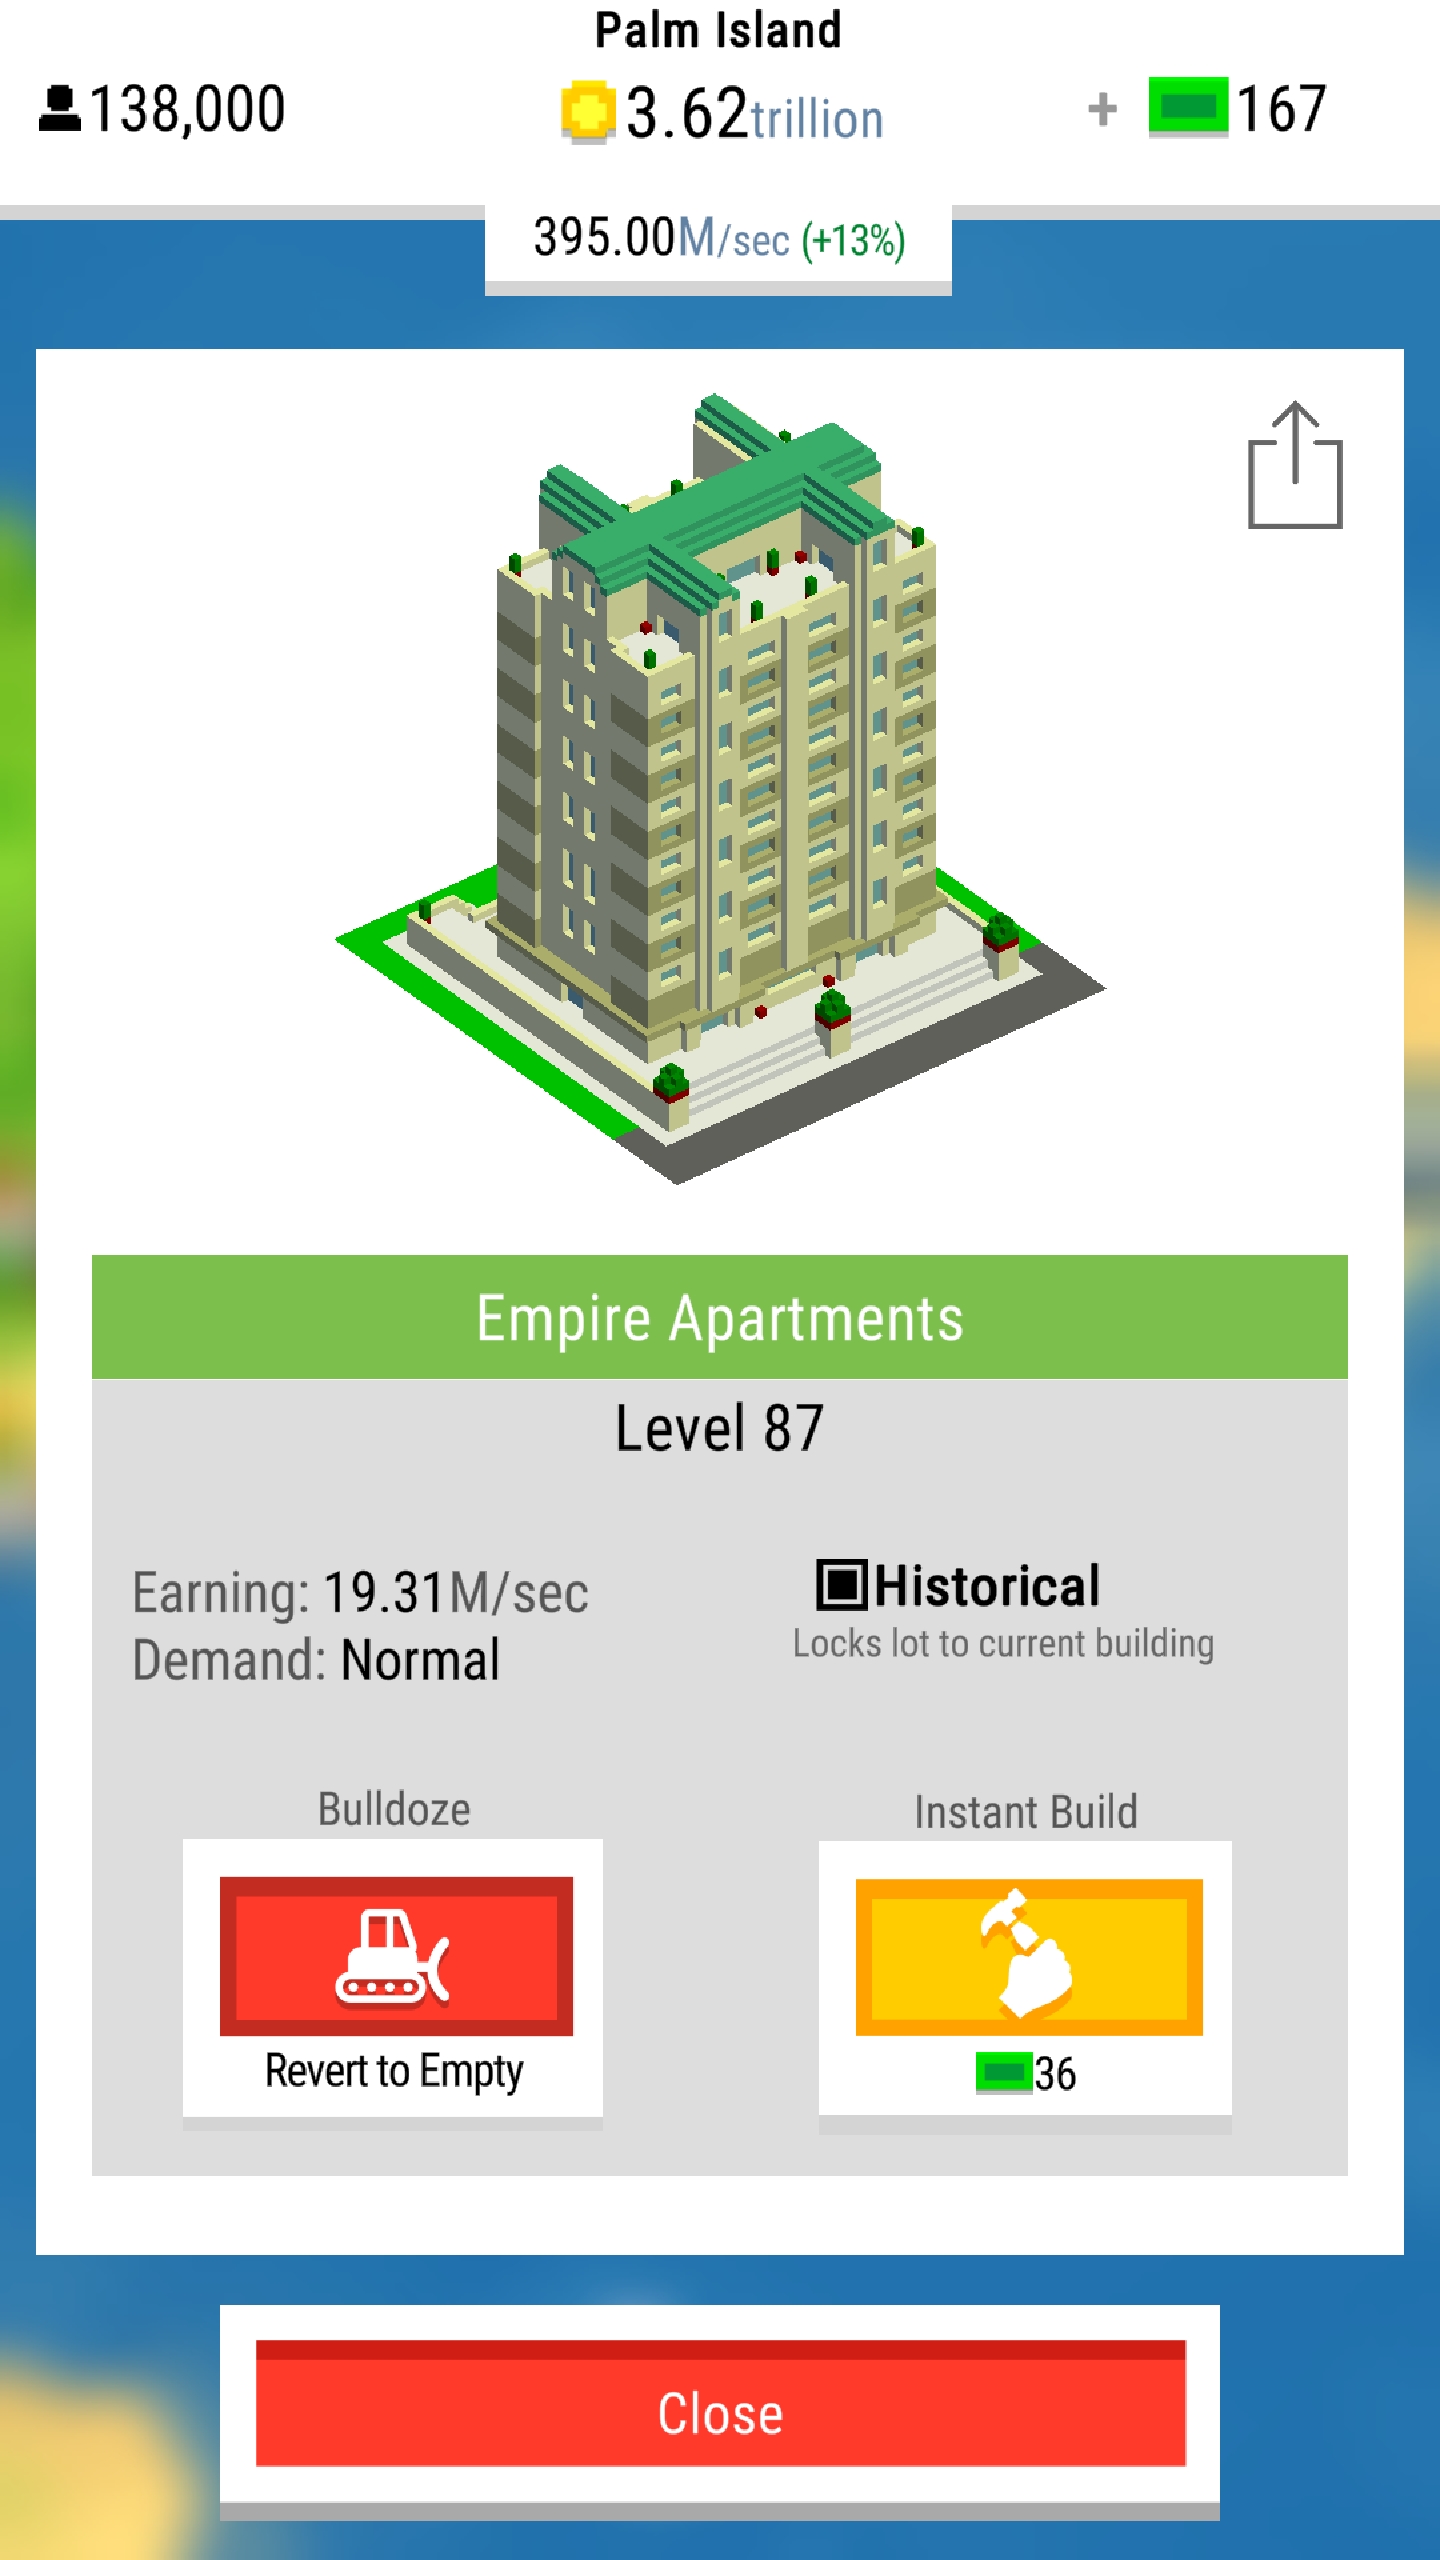 Palm Island
138,000
3.62trillion
+ 167
395.00M/sec (+13%)
Empire Apartments
Level 87
Earning: 19.31M/sec
Demand: Normal
Historical
Locks lot to current building
Bulldoze
Revert to Empty
Instant Build
36
Close